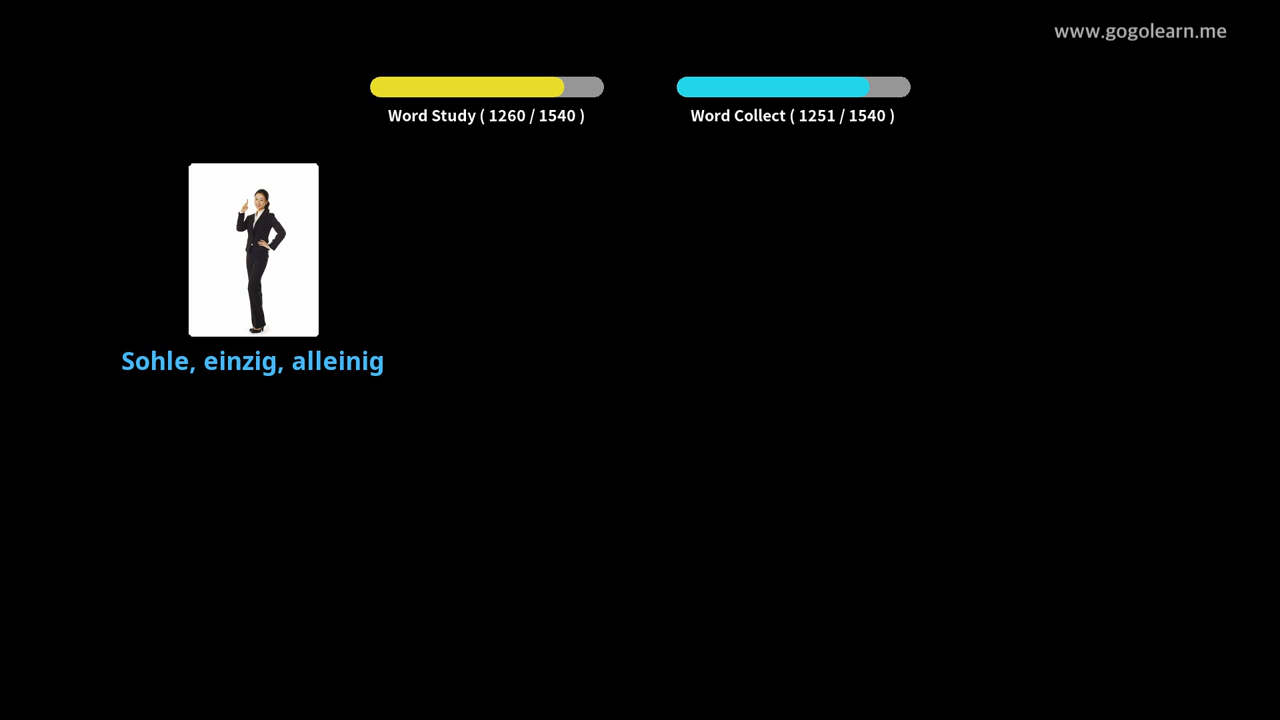 www.gogolearn.me
Word Study ( 1260 / 1540 )
Word Collect ( 1251 / 1540 )
Sohle, einzig, alleinig